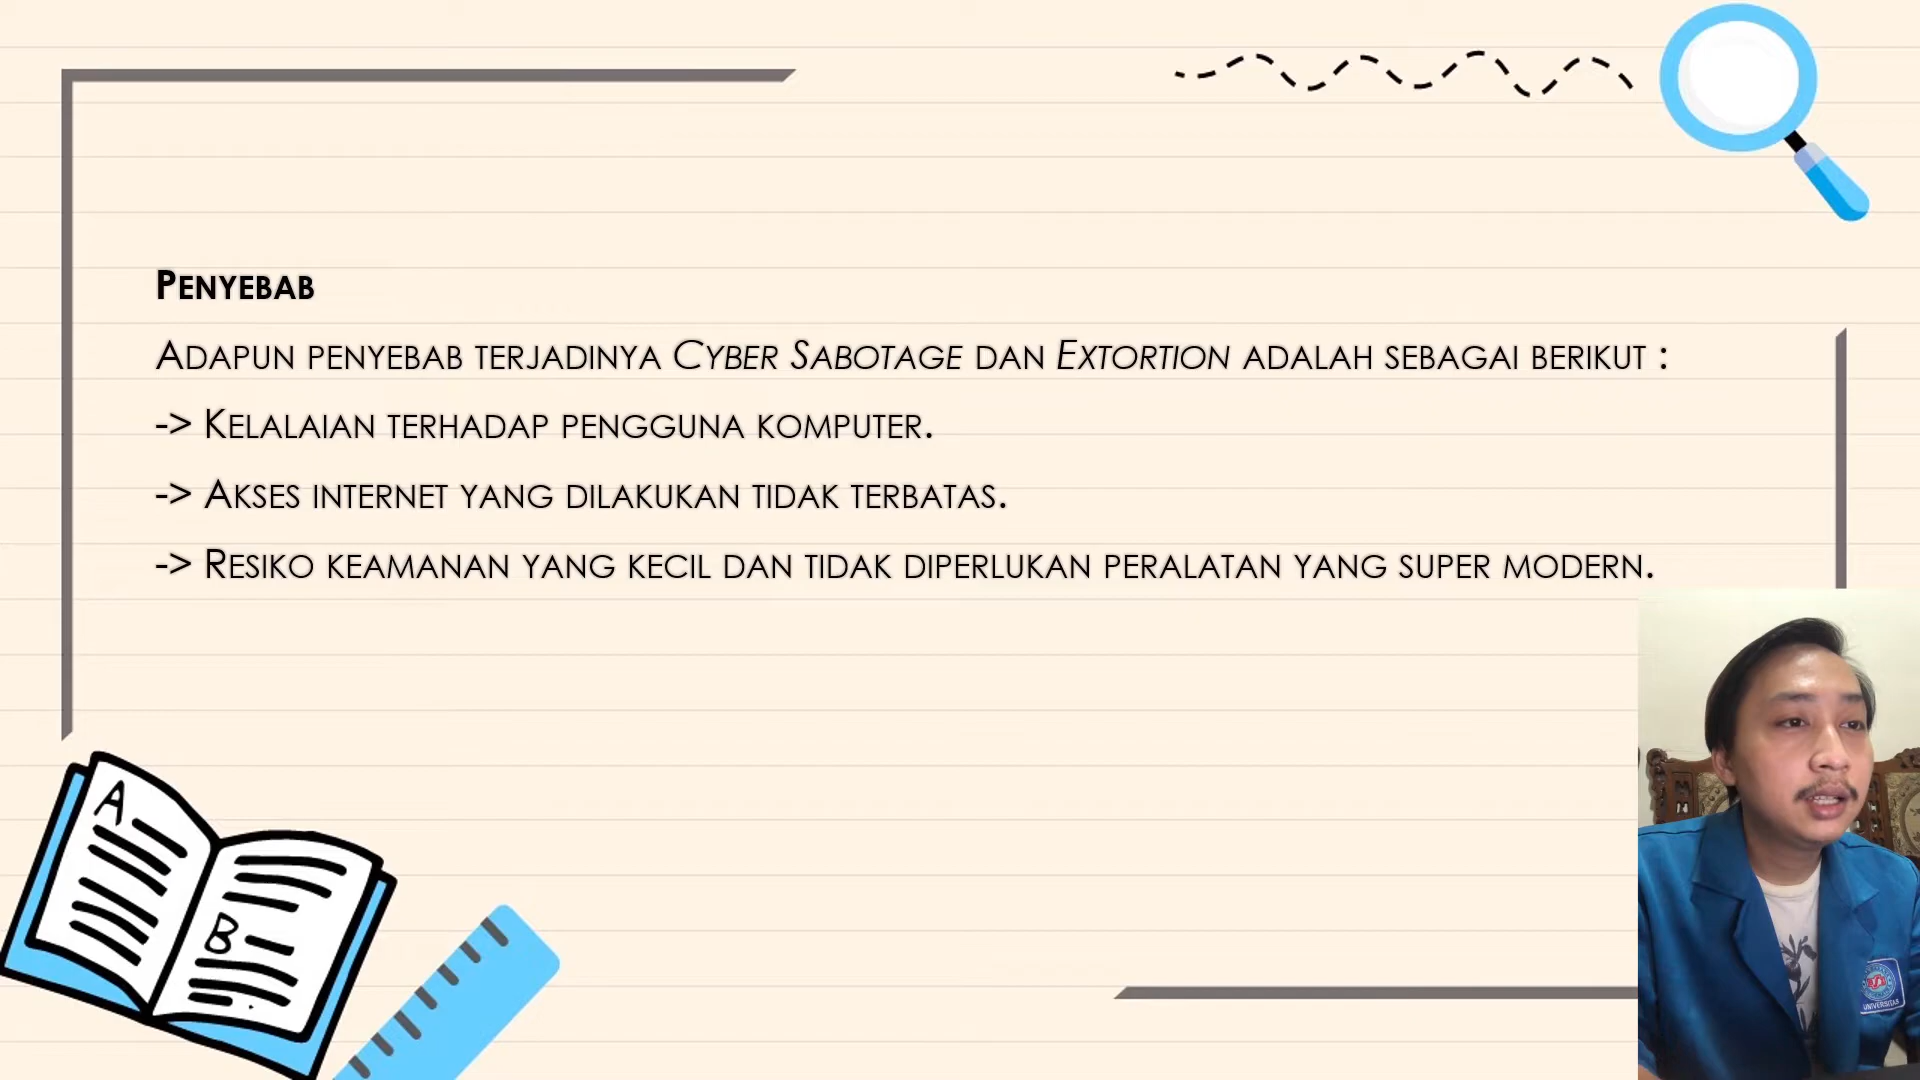 PENYEBAB
ADAPUN PENYEBAB TERJADINYA CYBER SABOTAGE DAN EXTORTION ADALAH SEBAGAI BERIKUT :
-> KELALAIAN TERHADAP PENGGUNA KOMPUTER.
-> AKSES INTERNET YANG DILAKUKAN TIDAK TERBATAS.
-> RESIKO KEAMANAN YANG KECIL DAN TIDAK DIPERLUKAN PERALATAN YANG SUPER MODERN.
A
B
UNIVERSITAS